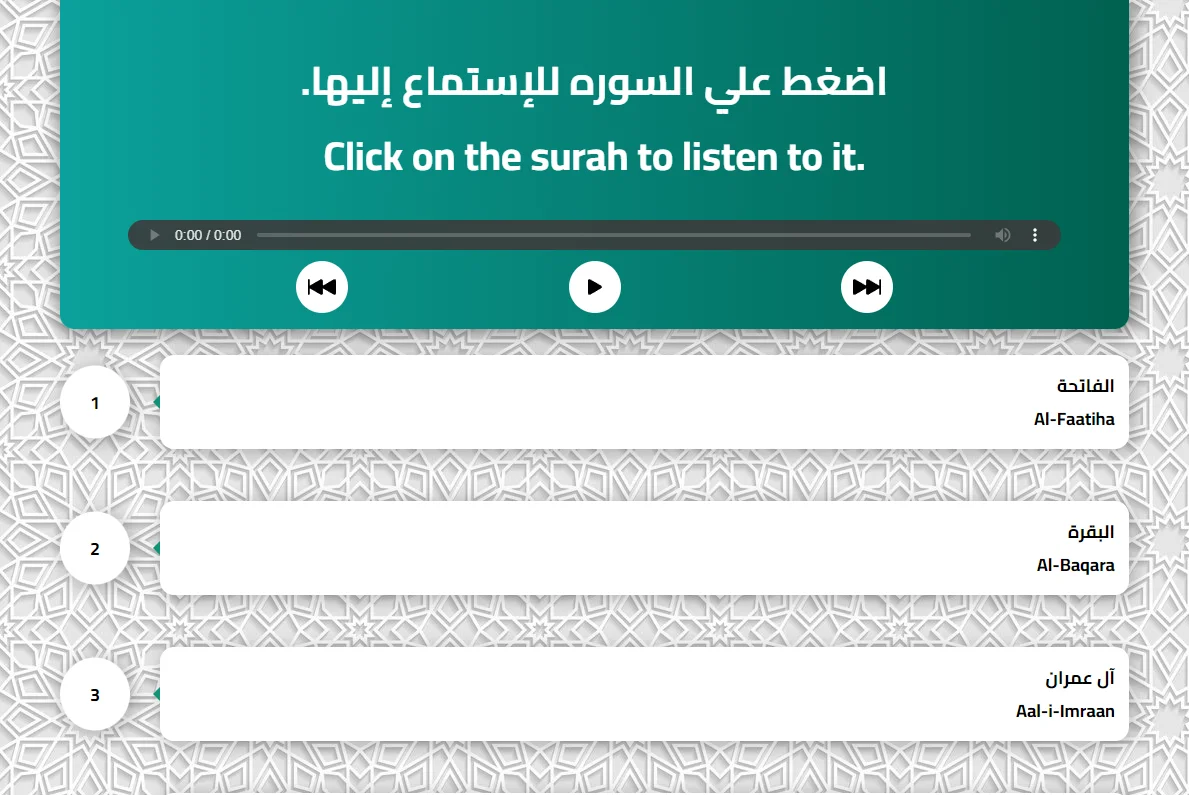 اضغط علي السوره للإستماع إليها.
Click on the surah to listen to it.
0:00 / 0:00
1
الفاتحة
Al-Faatiha
2
البقرة
Al-Baqara
3
آل عمران
Aal-i-Imraan